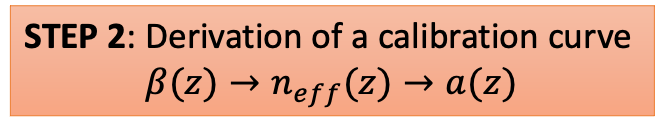 STEP 2: Derivation of a calibration curve
β(z) → n_eff(z) → a(z)